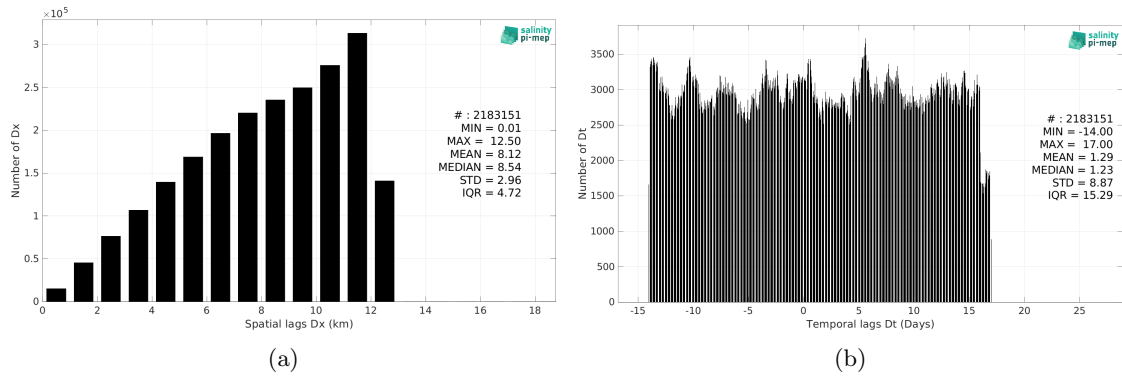 ×10⁵
3
2.5
2
1.5
1
0.5
0
Number of Dx
0 2 4 6 8 10 12 14 16 18
Spatial lags Dx (km)
salinity
pi-mep
# : 2183151
MIN = 0.01
MAX = 12.50
MEAN = 8.12
MEDIAN = 8.54
STD = 2.96
IQR = 4.72
(a)
3500
3000
2500
2000
1500
1000
500
0
Number of Dt
-15 -10 -5 0 5 10 15 20 25
Temporal lags Dt (Days)
salinity
pi-mep
# : 2183151
MIN = -14.00
MAX = 17.00
MEAN = 1.29
MEDIAN = 1.23
STD = 8.87
IQR = 15.29
(b)